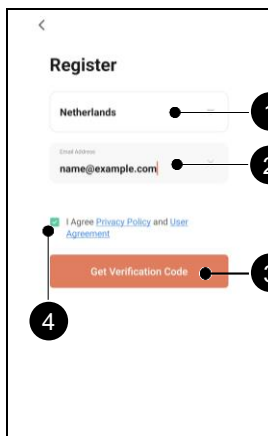 Register
Netherlands
1
Email Address
name@example.com
2
I Agree Privacy Policy and User
Agreement
Get Verification Code
3
4